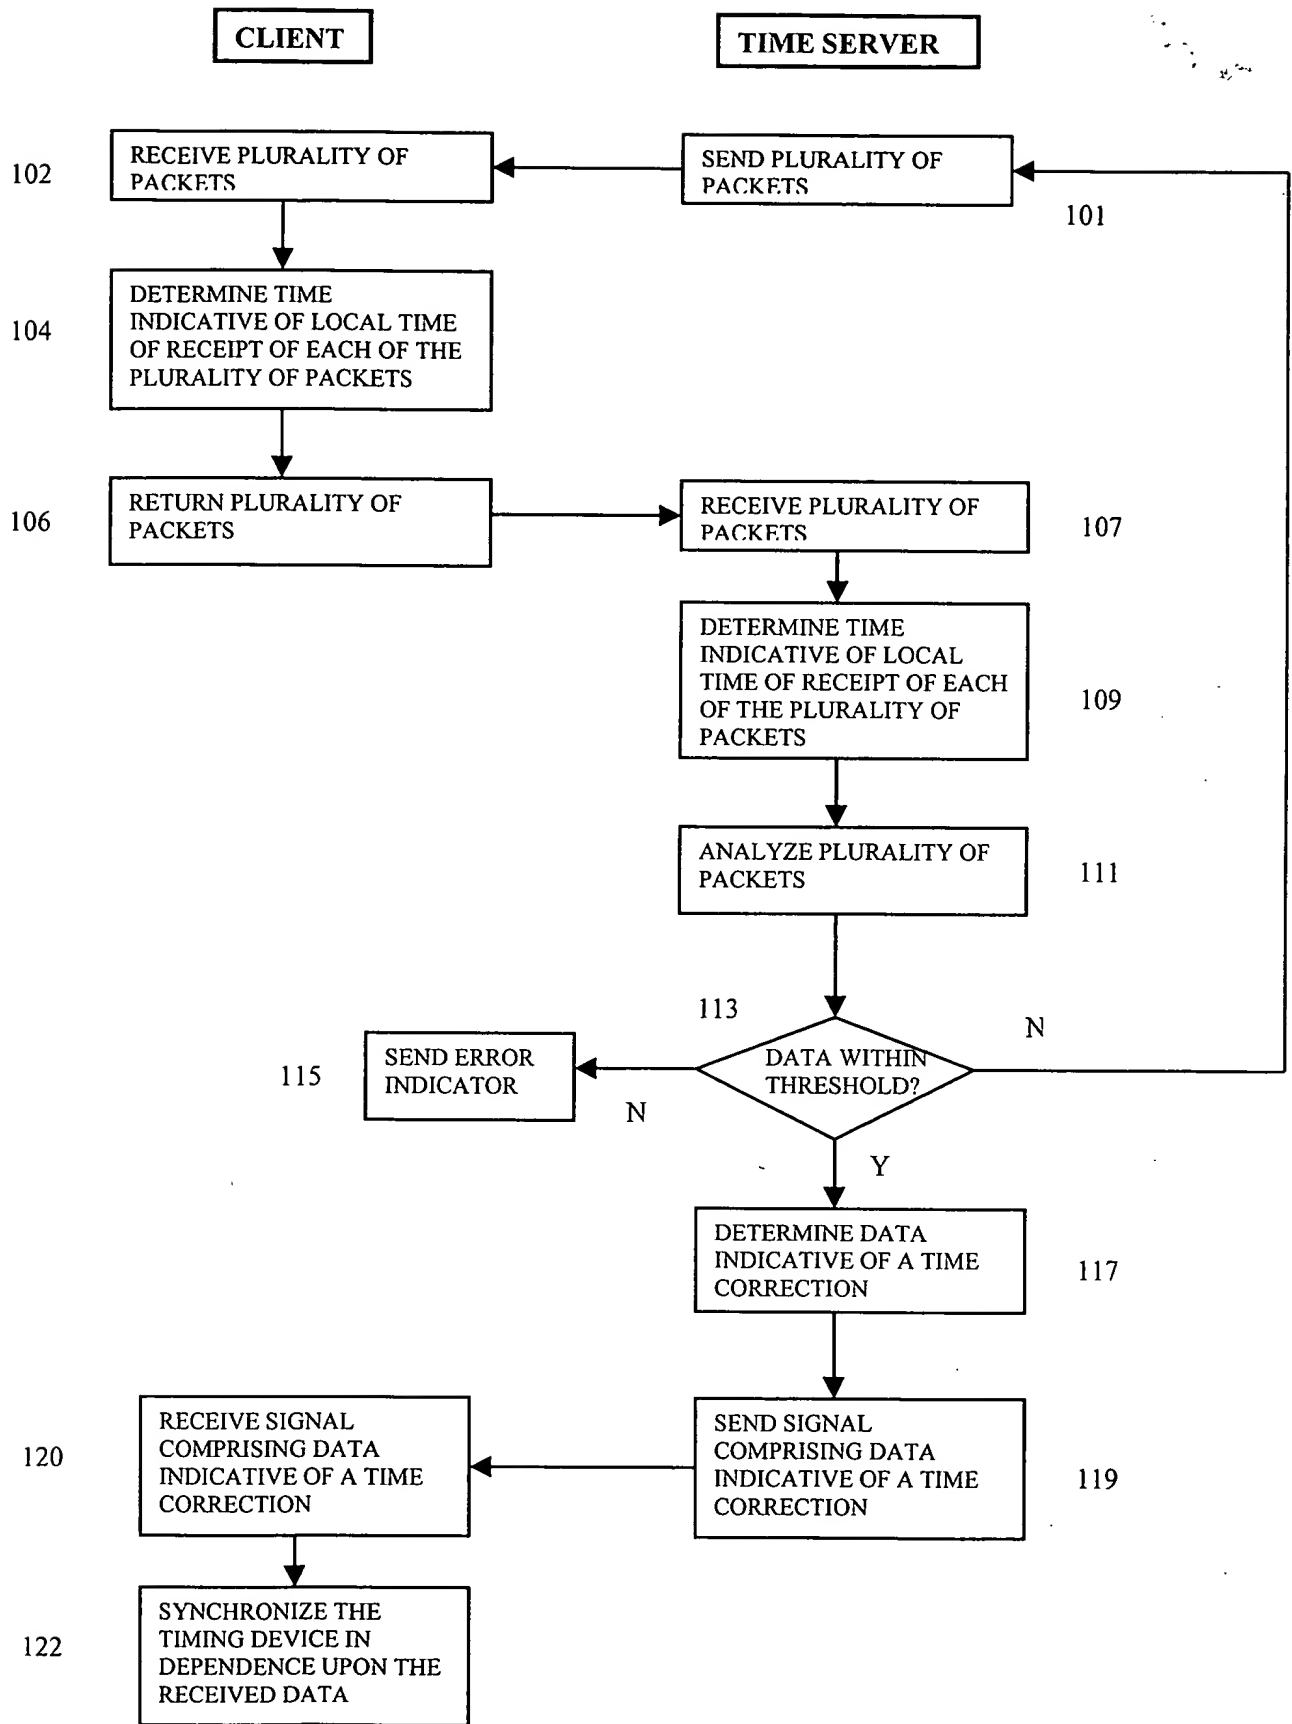 CLIENT
TIME SERVER
102
RECEIVE PLURALITY OF
PACKETS
SEND PLURALITY OF
PACKETS
101
104
DETERMINE TIME
INDICATIVE OF LOCAL TIME
OF RECEIPT OF EACH OF THE
PLURALITY OF PACKETS
106
RETURN PLURALITY OF
PACKETS
RECEIVE PLURALITY OF
PACKETS
107
DETERMINE TIME
INDICATIVE OF LOCAL
TIME OF RECEIPT OF EACH
OF THE PLURALITY OF
PACKETS
109
ANALYZE PLURALITY OF
PACKETS
111
113
DATA WITHIN
THRESHOLD?
N
115
SEND ERROR
INDICATOR
N
Y
DETERMINE DATA
INDICATIVE OF A TIME
CORRECTION
117
120
RECEIVE SIGNAL
COMPRISING DATA
INDICATIVE OF A TIME
CORRECTION
SEND SIGNAL
COMPRISING DATA
INDICATIVE OF A TIME
CORRECTION
119
122
SYNCHRONIZE THE
TIMING DEVICE IN
DEPENDENCE UPON THE
RECEIVED DATA